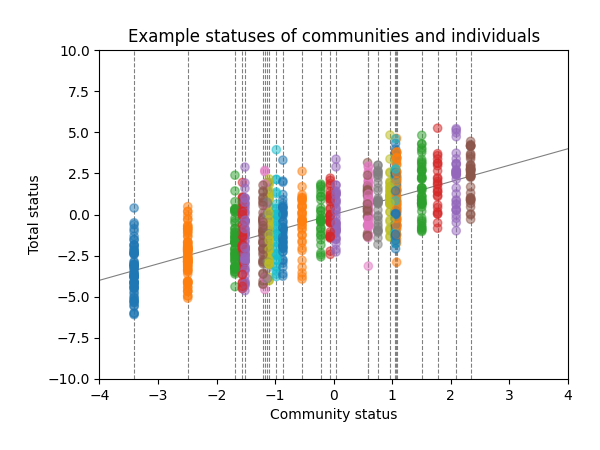 Example statuses of communities and individuals
10.0
7.5
5.0
2.5
0.0
−2.5
−5.0
−7.5
−10.0
Total status
−4 −3 −2 −1 0 1 2 3 4
Community status